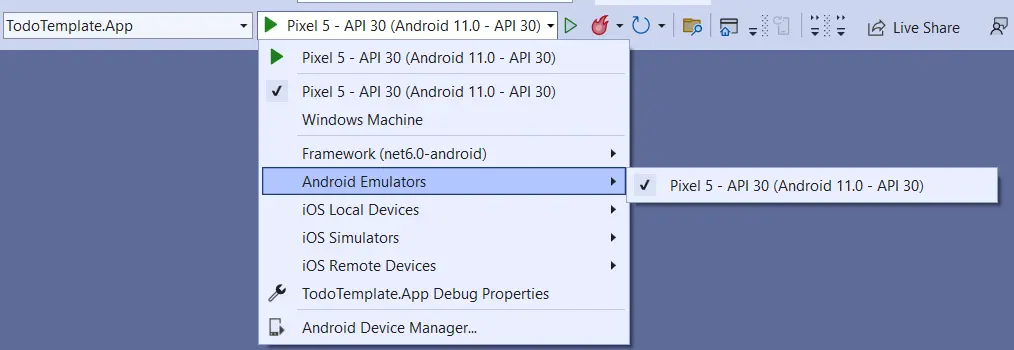 TodoTemplate.App
Pixel 5 - API 30 (Android 11.0 - API 30)
Live Share
Pixel 5 - API 30 (Android 11.0 - API 30)
Pixel 5 - API 30 (Android 11.0 - API 30)
Windows Machine
Framework (net6.0-android)
Android Emulators
Pixel 5 - API 30 (Android 11.0 - API 30)
iOS Local Devices
iOS Simulators
iOS Remote Devices
TodoTemplate.App Debug Properties
Android Device Manager...